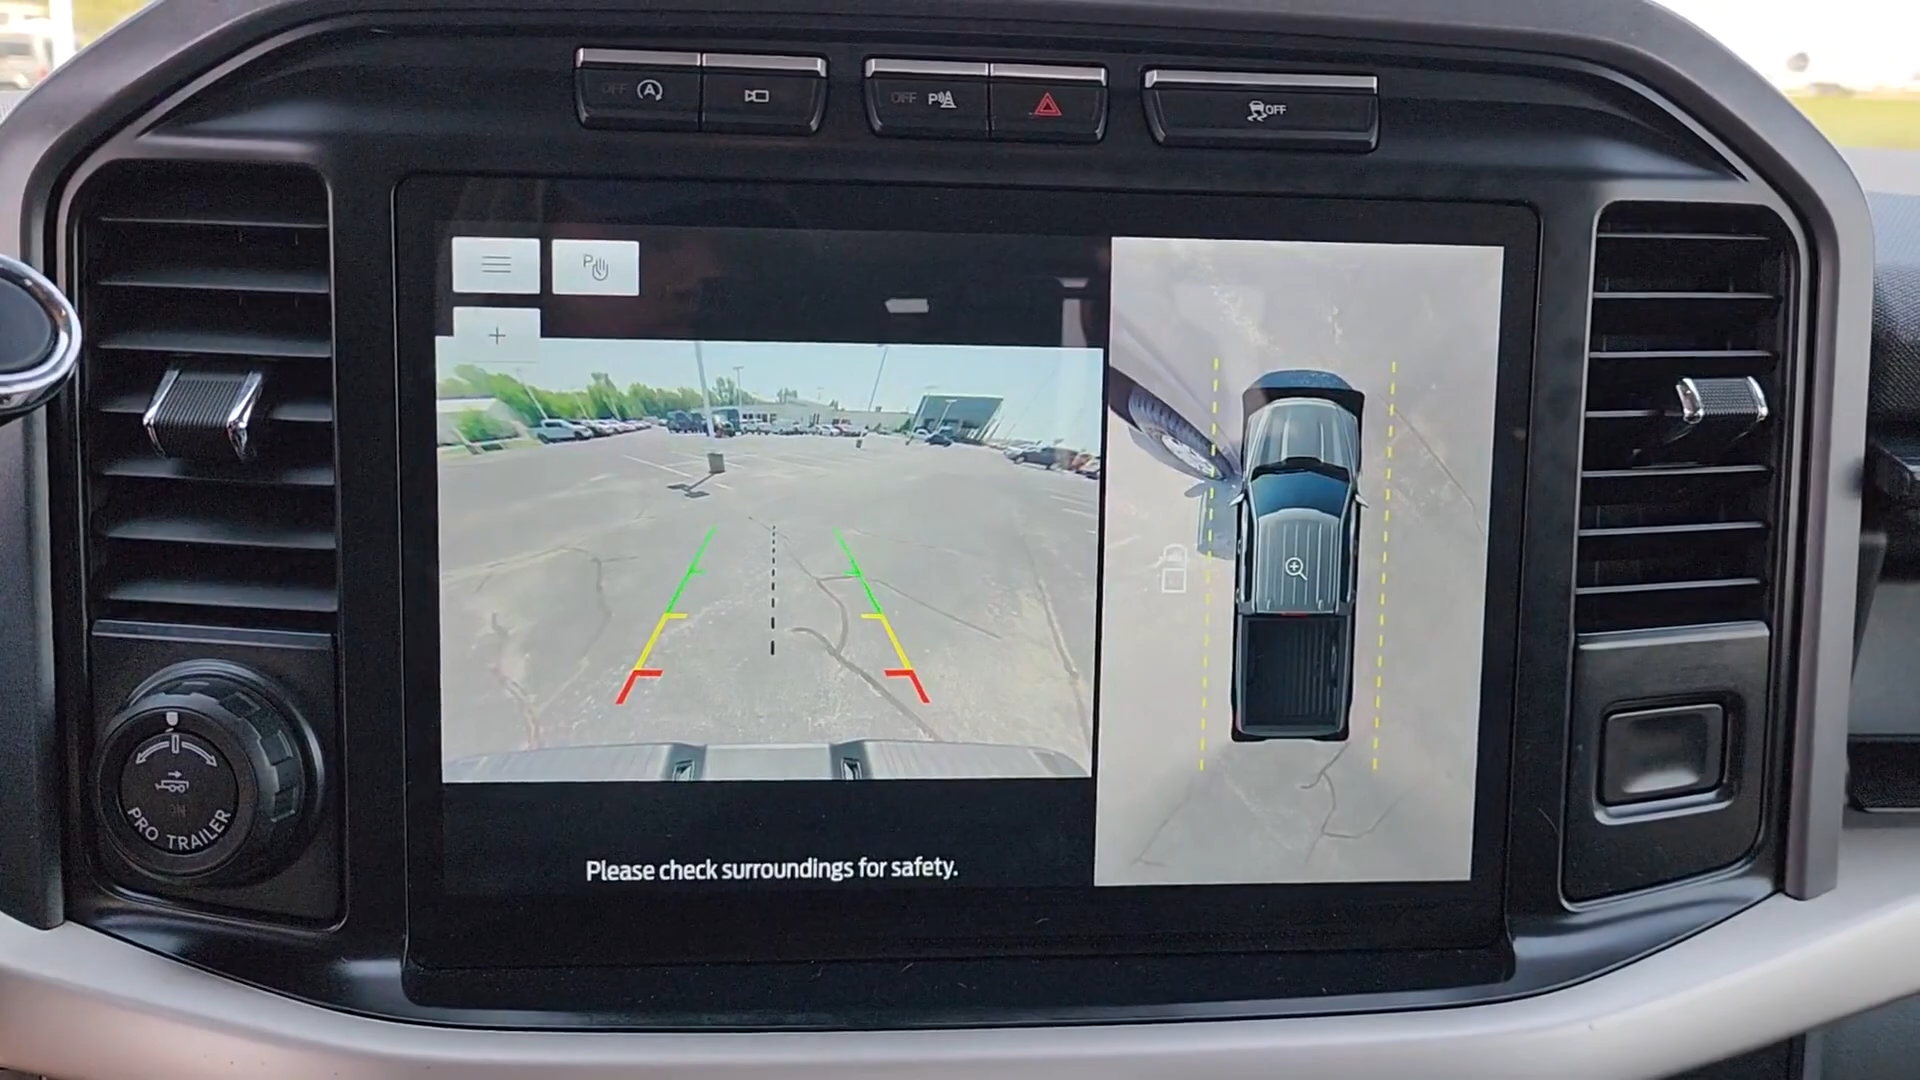 OFF A
OFF P
OFF
P
Please check surroundings for safety.
PRO TRAILER